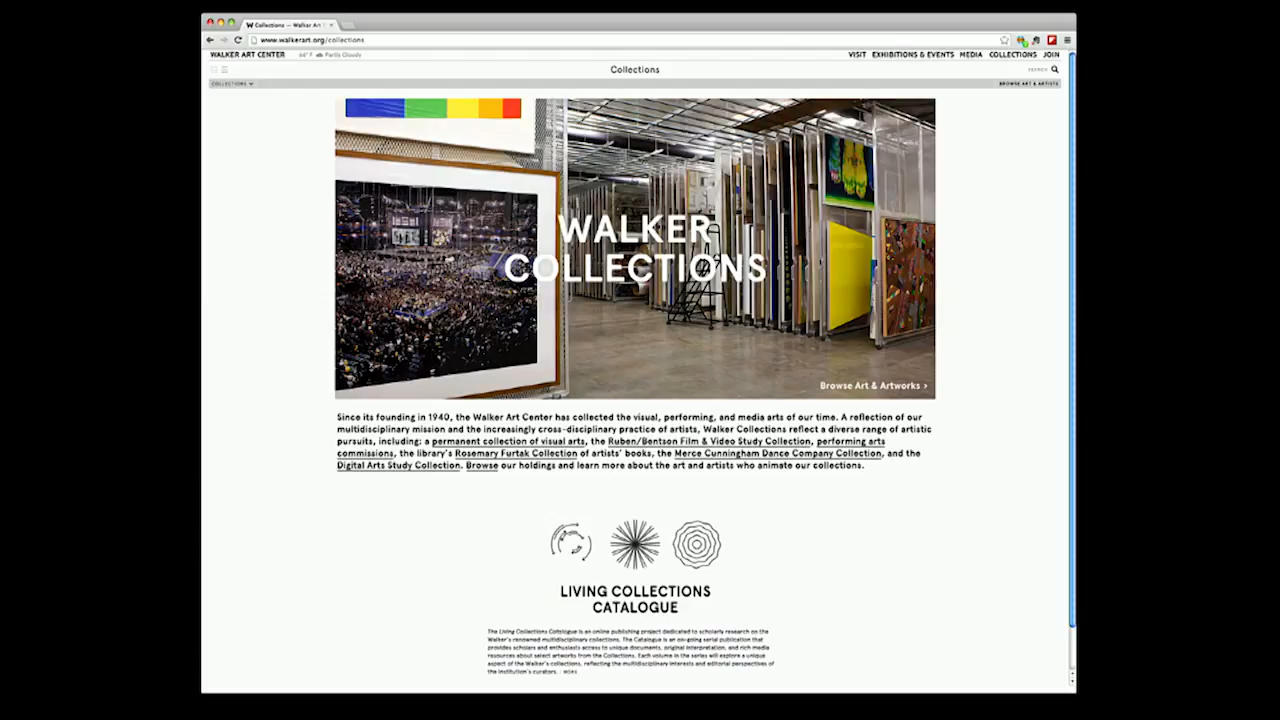 Collections — Walker Art
www.walkerart.org/collections
WALKER ART CENTER 66° F Partly Cloudy VISIT EXHIBITIONS & EVENTS MEDIA COLLECTIONS JOIN
Collections SEARCH
COLLECTIONS BROWSE ART & ARTISTS
WALKER
COLLECTIONS
Browse Art & Artworks >
Since its founding in 1940, the Walker Art Center has collected the visual, performing, and media arts of our time. A reflection of our
multidisciplinary mission and the increasingly cross-disciplinary practice of artists, Walker Collections reflect a diverse range of artistic
pursuits, including: a permanent collection of visual arts, the Ruben/Bentson Film & Video Study Collection, performing arts
commissions, the library's Rosemary Furtak Collection of artists' books, the Merce Cunningham Dance Company Collection, and the
Digital Arts Study Collection. Browse our holdings and learn more about the art and artists who animate our collections.
LIVING COLLECTIONS
CATALOGUE
The Living Collections Catalogue is an online publishing project dedicated to scholarly research on the
Walker's renowned multidisciplinary collections. The Catalogue is an on-going serial publication that
provides scholars and enthusiasts access to unique documents, original interpretation, and rich media
resources about select artworks from the Collections. Each volume in the series will explore a unique
aspect of the Walker's collections, reflecting the multidisciplinary interests and editorial perspectives of
the institution's curators. MORE